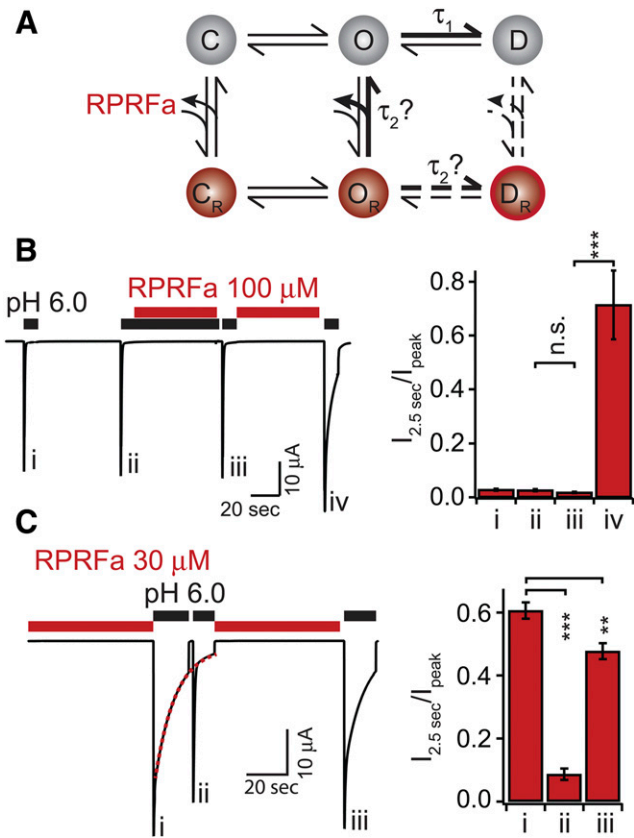 A
C O D
τ1
RPRFa
τ2?
τ2?
CR OR DR
B
RPRFa 100 μM
pH 6.0
i ii iii iv
20 sec
10 μA
***
n.s.
I2.5 sec/Ipeak
0.8
0.6
0.4
0.2
0.0
i ii iii iv
C
RPRFa 30 μM
pH 6.0
i ii iii
20 sec
10 μA
***
**
I2.5 sec/Ipeak
0.6
0.4
0.2
0.0
i ii iii